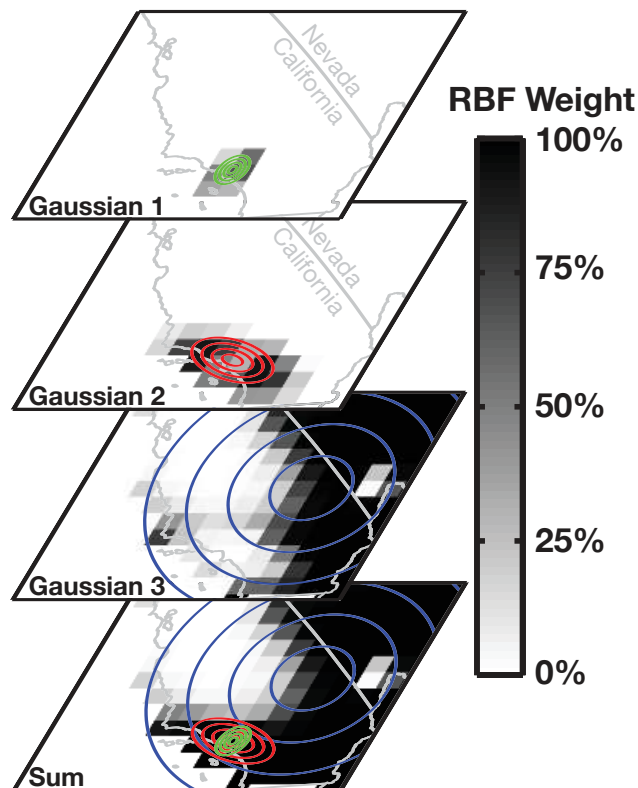 Nevada
California
RBF Weight
100%
Gaussian 1
Nevada
California
75%
Gaussian 2
50%
25%
Gaussian 3
0%
Sum